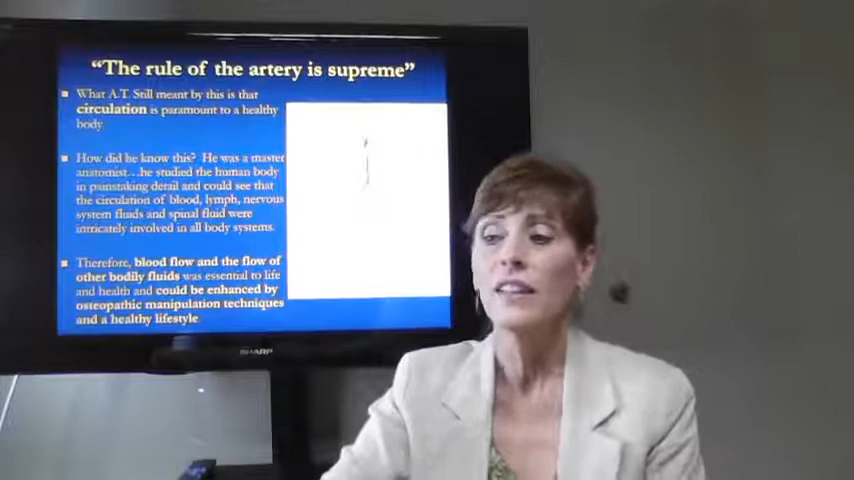 “The rule of the artery is supreme”
What A.T. Still meant by this is that
circulation is paramount to a healthy
body.
How did he know this? He was a master
anatomist…he studied the human body
in painstaking detail and could see that
the circulation of blood, lymph, nervous
system fluids and spinal fluid were
intricately involved in all body systems.
Therefore, blood flow and the flow of
other bodily fluids was essential to life
and health and could be enhanced by
osteopathic manipulation techniques
and a healthy lifestyle.
SHARP